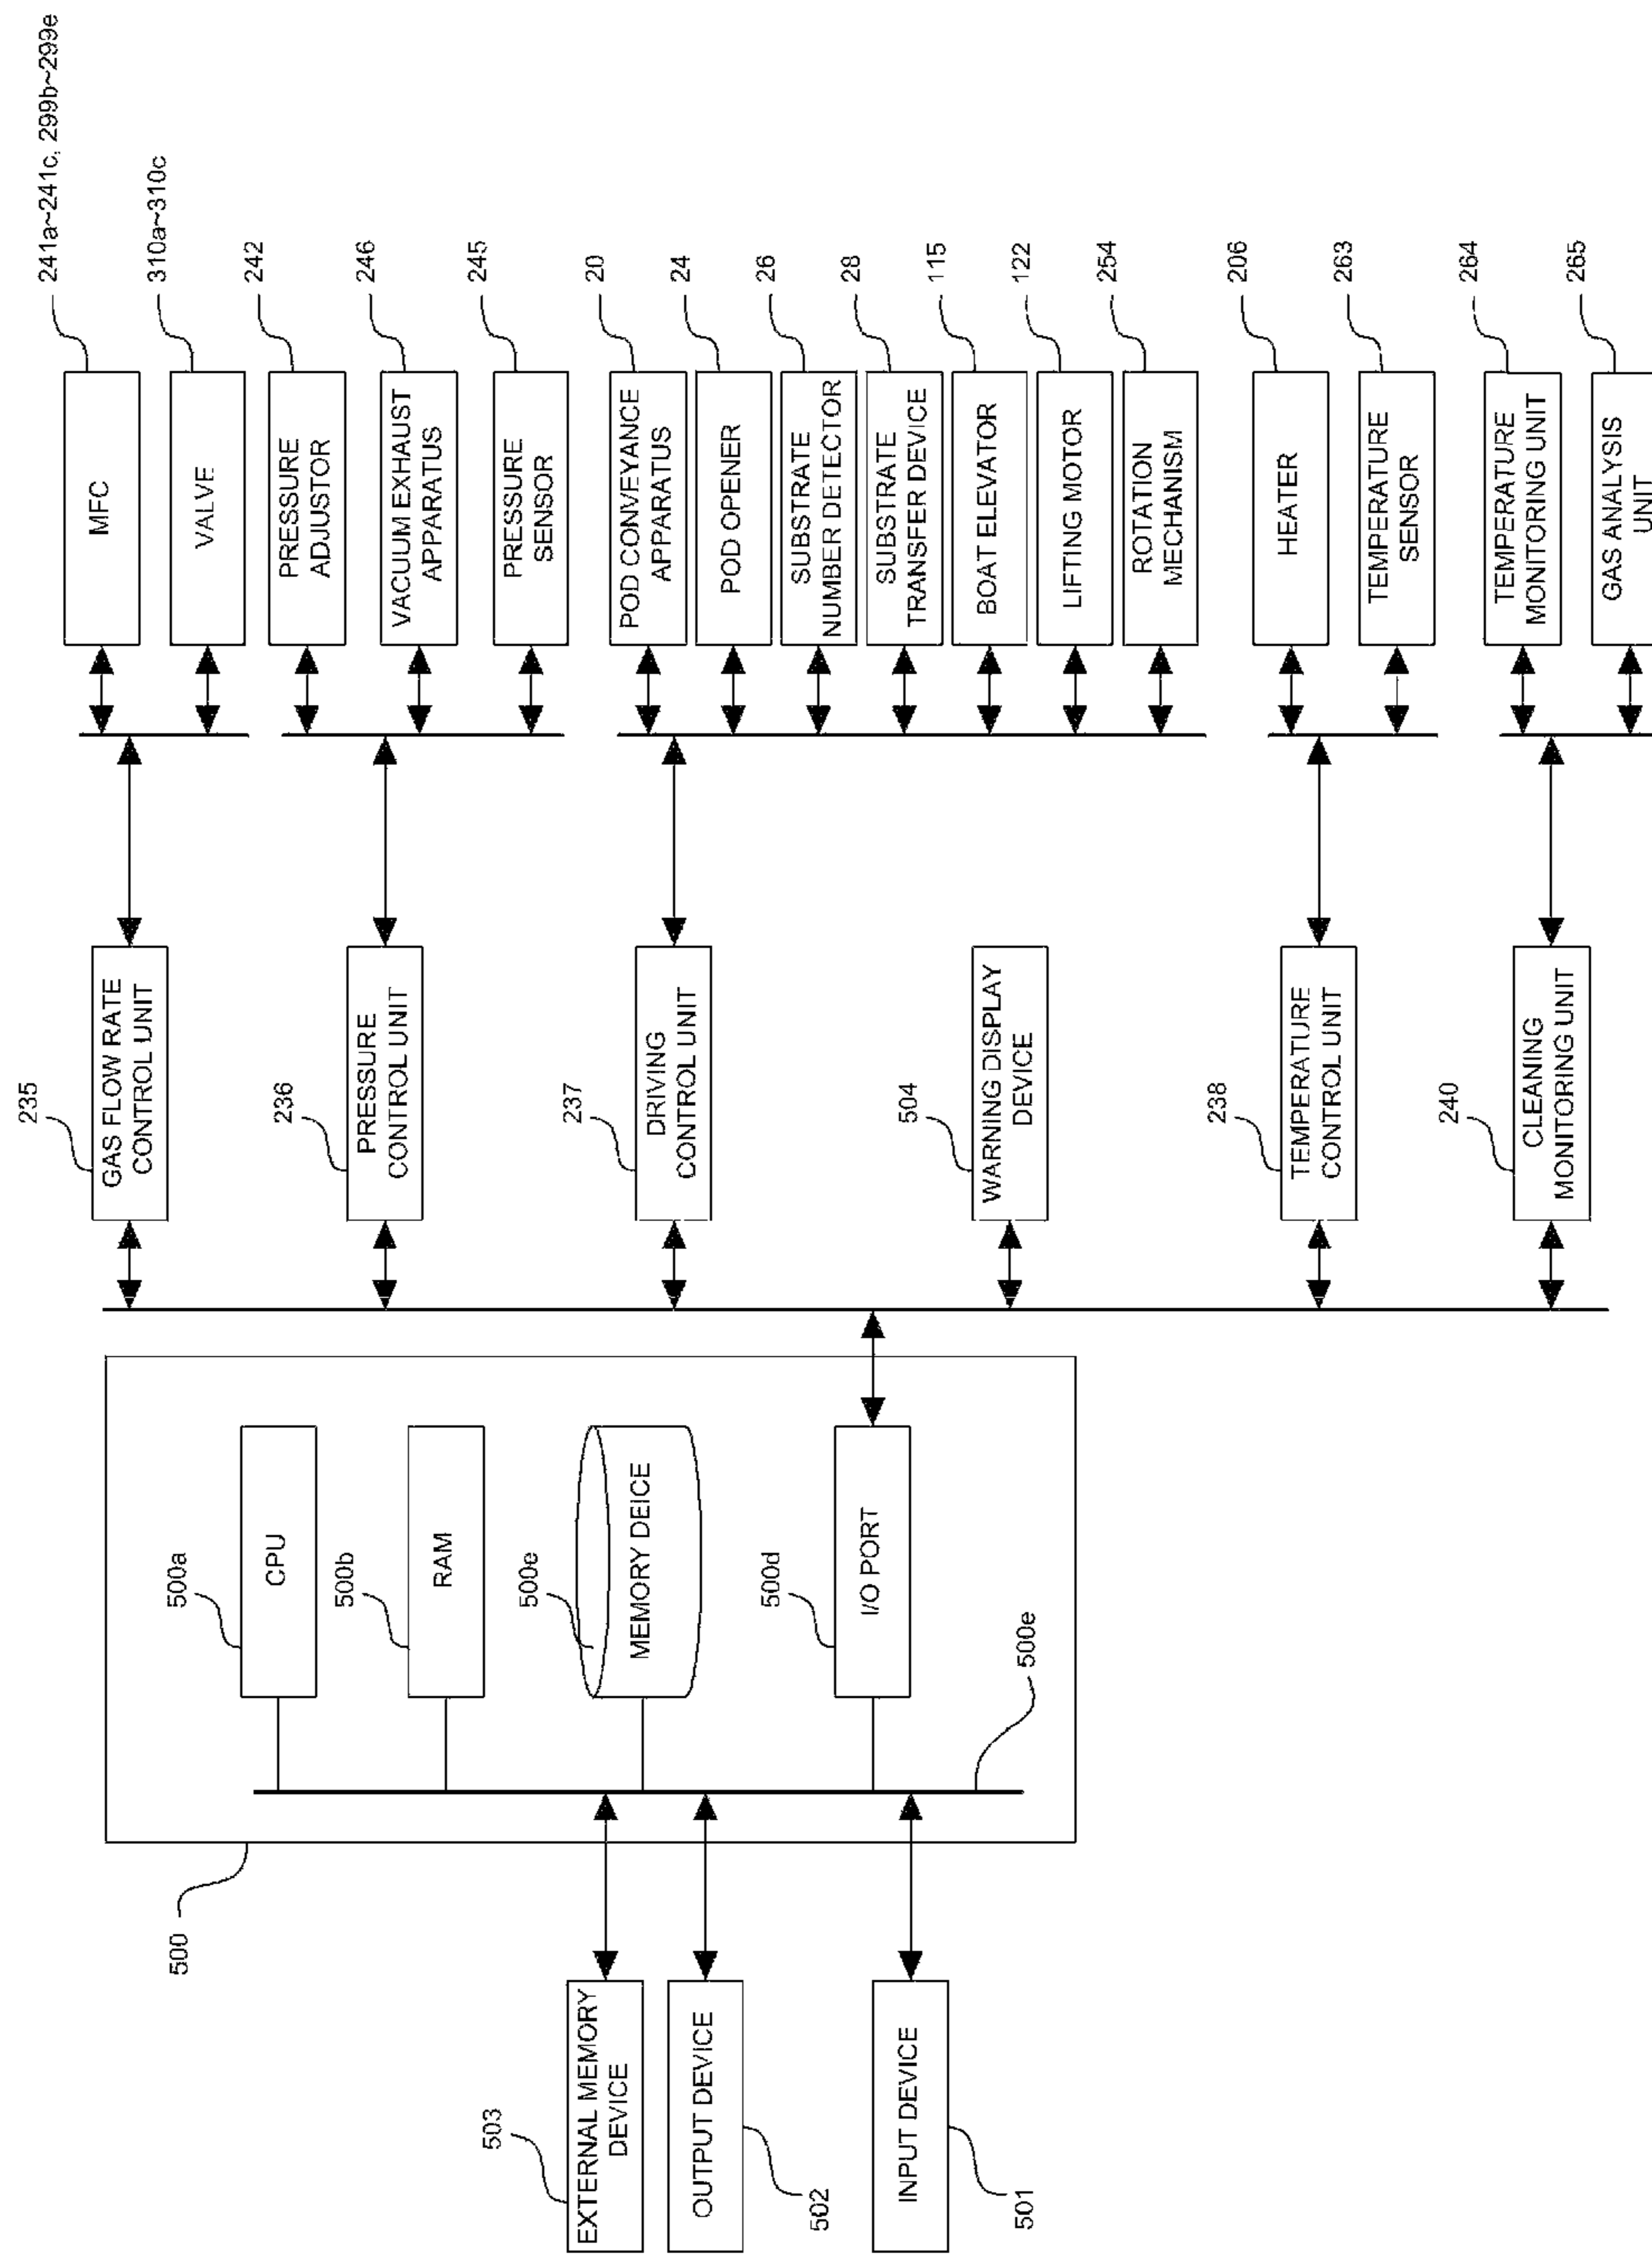 503
EXTERNAL MEMORY
DEVICE
OUTPUT DEVICE
502
INPUT DEVICE
501
500
500a
CPU
500b
RAM
500e
MEMORY DEICE
500d
I/O PORT
500e
235
GAS FLOW RATE
CONTROL UNIT
236
PRESSURE
CONTROL UNIT
237
DRIVING
CONTROL UNIT
504
WARNING DISPLAY
DEVICE
238
TEMPERATURE
CONTROL UNIT
240
CLEANING
MONITORING UNIT
MFC
241a~241c, 299b~299e
VALVE
310a~310c
PRESSURE
ADJUSTOR
242
VACUUM EXHAUST
APPARATUS
246
PRESSURE
SENSOR
245
POD CONVEYANCE
APPARATUS
20
POD OPENER
24
SUBSTRATE
NUMBER DETECTOR
26
SUBSTRATE
TRANSFER DEVICE
28
BOAT ELEVATOR
115
LIFTING MOTOR
122
ROTATION
MECHANISM
254
HEATER
206
TEMPERATURE
SENSOR
263
TEMPERATURE
MONITORING UNIT
264
GAS ANALYSIS
UNIT
265